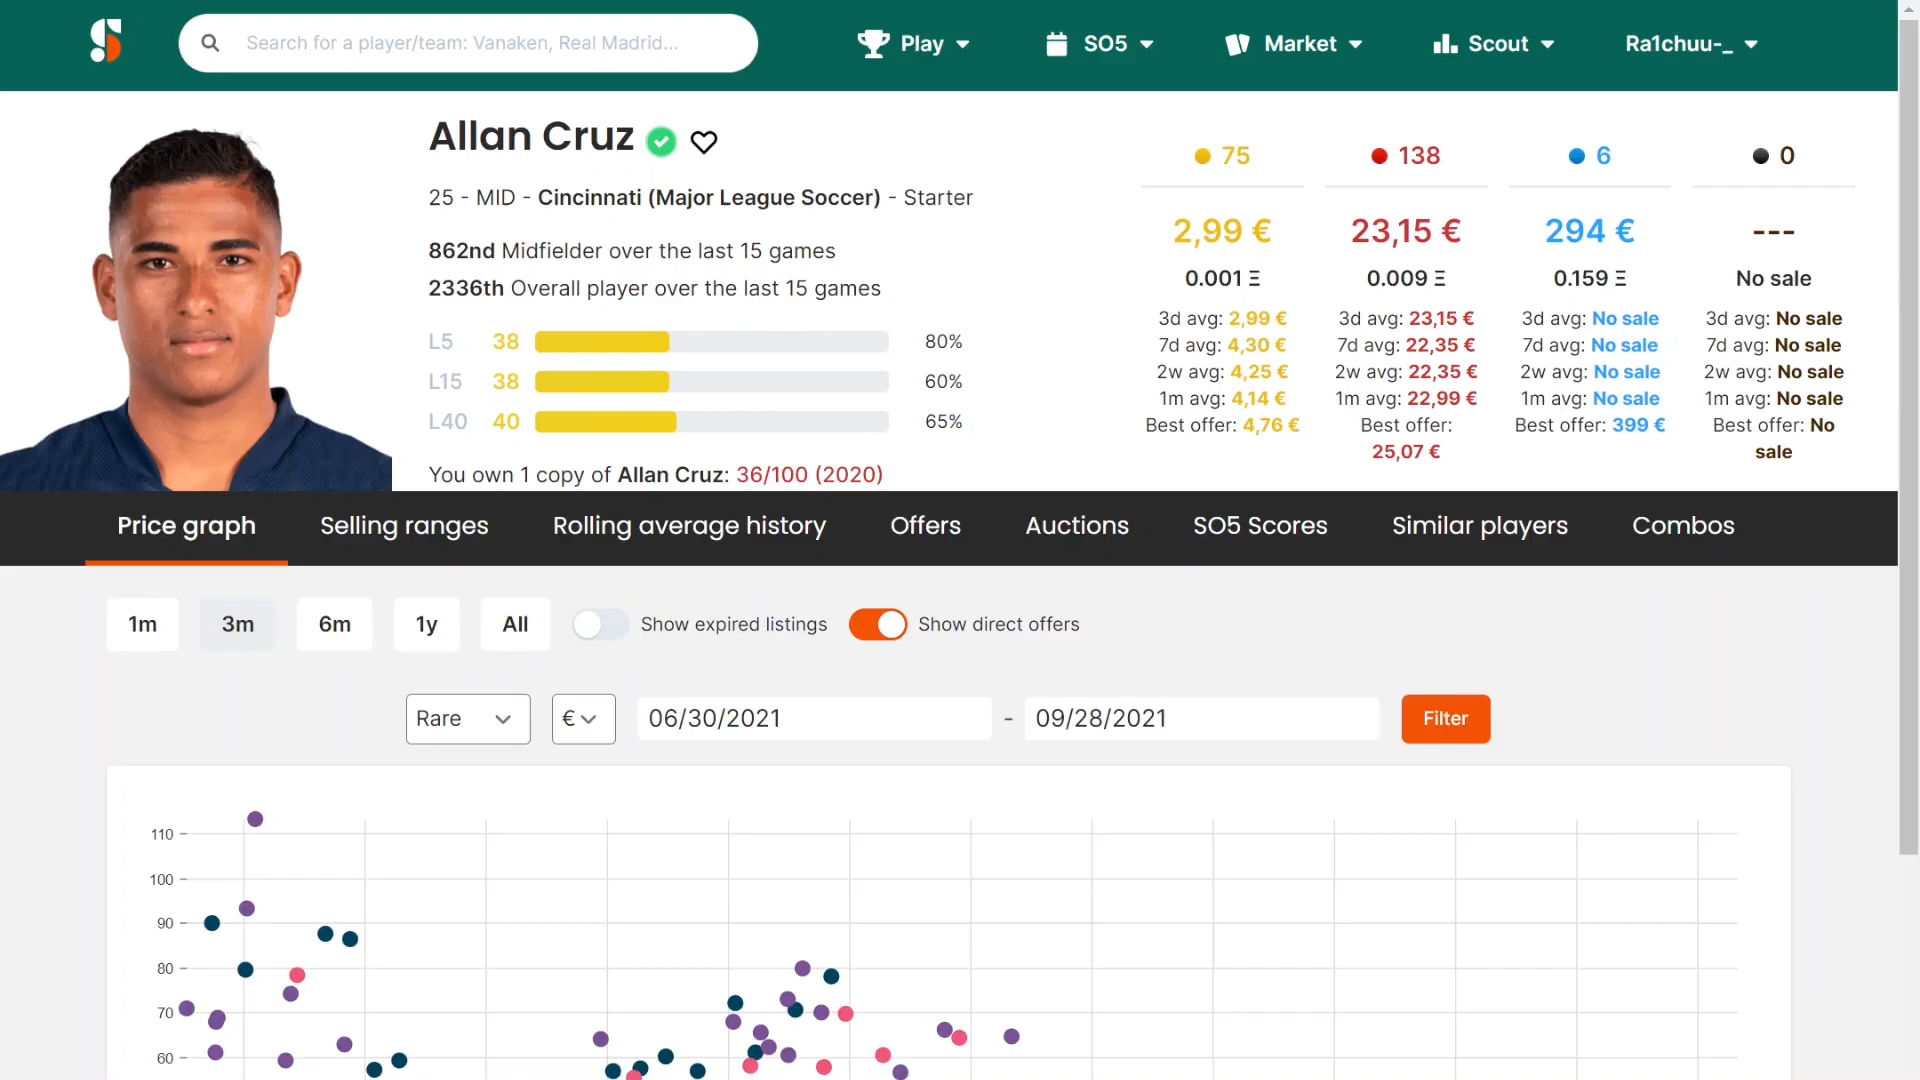 Search for a player/team: Vanaken, Real Madrid...
Play
SO5
Market
Scout
Ra1chuu-_
Allan Cruz
25 - MID - Cincinnati (Major League Soccer) - Starter
862nd Midfielder over the last 15 games
2336th Overall player over the last 15 games
L5 38 80%
L15 38 60%
L40 40 65%
You own 1 copy of Allan Cruz: 36/100 (2020)
75
2,99 €
0.001 Ξ
3d avg: 2,99 €
7d avg: 4,30 €
2w avg: 4,25 €
1m avg: 4,14 €
Best offer: 4,76 €
138
23,15 €
0.009 Ξ
3d avg: 23,15 €
7d avg: 22,35 €
2w avg: 22,35 €
1m avg: 22,99 €
Best offer:
25,07 €
6
294 €
0.159 Ξ
3d avg: No sale
7d avg: No sale
2w avg: No sale
1m avg: No sale
Best offer: 399 €
0
---
No sale
3d avg: No sale
7d avg: No sale
2w avg: No sale
1m avg: No sale
Best offer: No
sale
Price graph
Selling ranges
Rolling average history
Offers
Auctions
SO5 Scores
Similar players
Combos
1m
3m
6m
1y
All
Show expired listings
Show direct offers
Rare
€
06/30/2021 - 09/28/2021
Filter
110
100
90
80
70
60